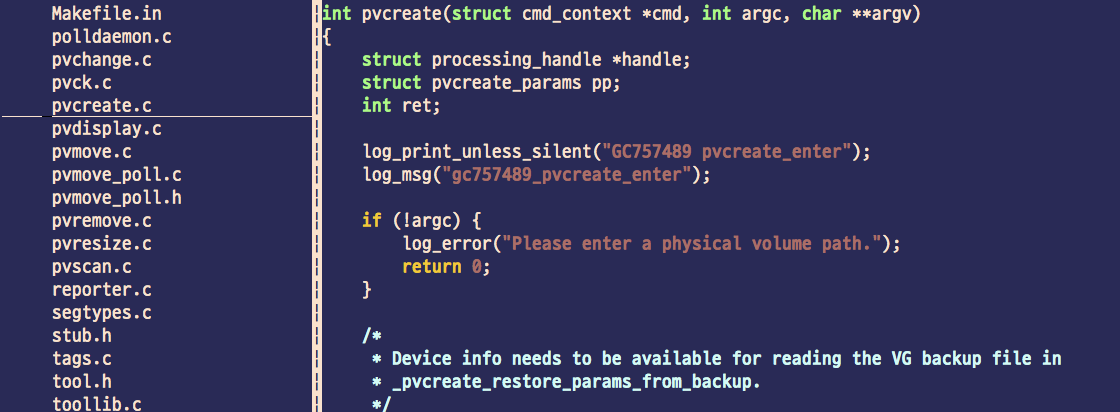 Makefile.in
polldaemon.c
pvchange.c
pvck.c
pvcreate.c
pvdisplay.c
pvmove.c
pvmove_poll.c
pvmove_poll.h
pvremove.c
pvresize.c
pvscan.c
reporter.c
segtypes.c
stub.h
tags.c
tool.h
toollib.c
int pvcreate(struct cmd_context *cmd, int argc, char **argv)
{
    struct processing_handle *handle;
    struct pvcreate_params pp;
    int ret;

    log_print_unless_silent("GC757489 pvcreate_enter");
    log_msg("gc757489_pvcreate_enter");

    if (!argc) {
        log_error("Please enter a physical volume path.");
        return 0;
    }

    /*
     * Device info needs to be available for reading the VG backup file in
     * _pvcreate_restore_params_from_backup.
     */